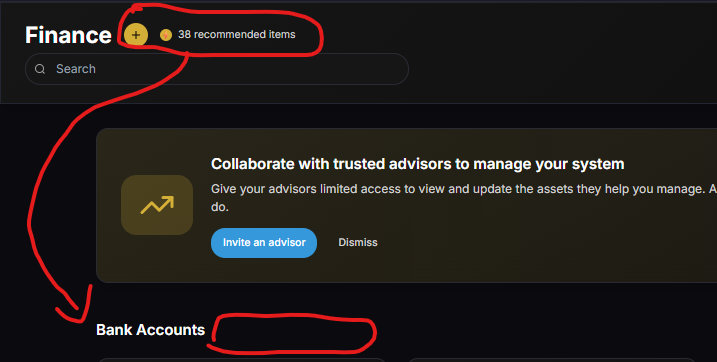 Finance + 38 recommended items
Search
Collaborate with trusted advisors to manage your system
Give your advisors limited access to view and update the assets they help you manage. A
do.
Invite an advisor Dismiss
Bank Accounts